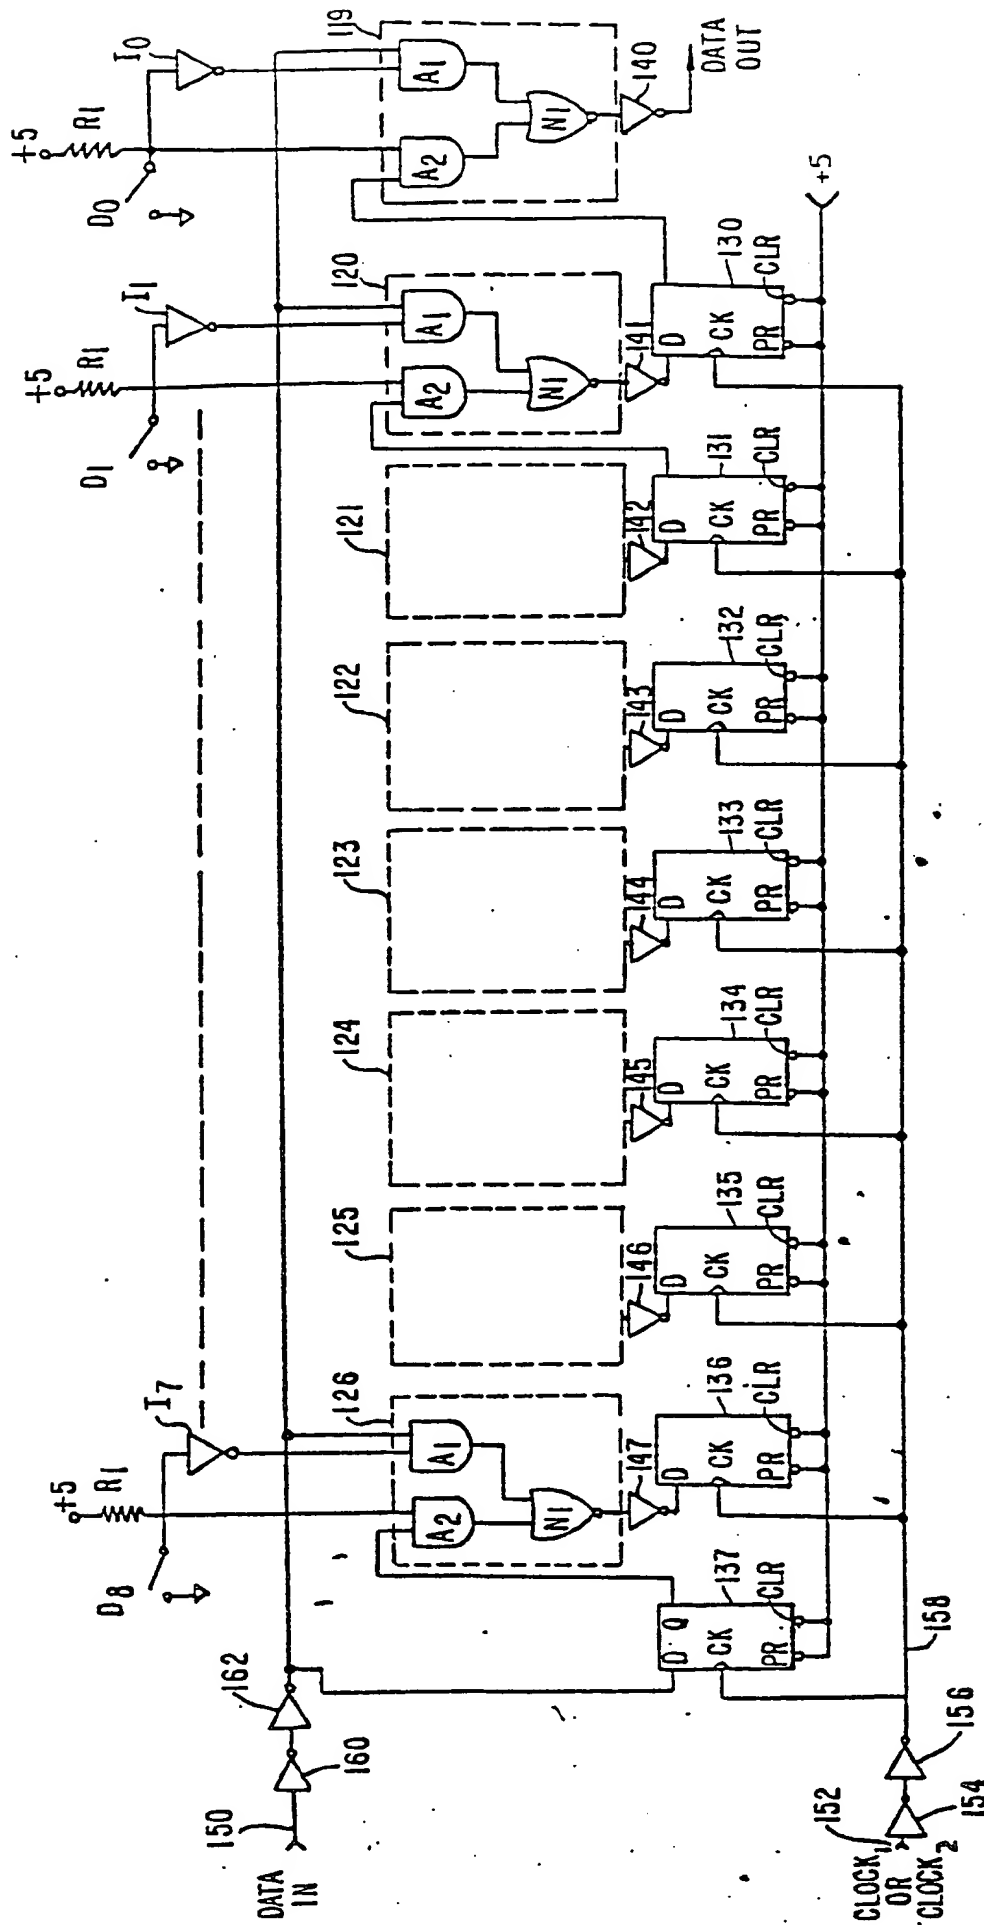 DATA IN
150
160
162
D8
+5
R1
I7
126
A2
A1
N1
147
137
D Q
CK
PR
CLR
136
D
CK
PR
CLR
125
146
135
D
CK
PR
CLR
124
145
134
D
CK
PR
CLR
123
144
133
D
CK
PR
CLR
122
143
132
D
CK
PR
CLR
121
142
131
D
CK
PR
CLR
D1
+5
R1
I1
120
A2
A1
N1
141
130
D
CK
PR
CLR
D0
+5
R1
I0
119
A2
A1
N1
140
DATA OUT
+5
CLOCK1
OR
CLOCK2
152
154
156
158